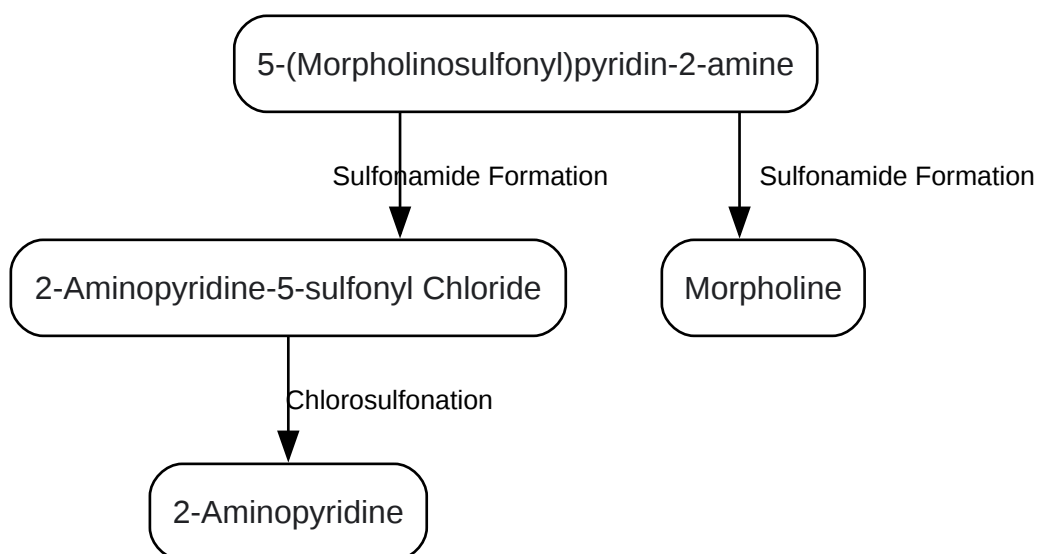 5-(Morpholinosulfonyl)pyridin-2-amine
Sulfonamide Formation
Sulfonamide Formation
2-Aminopyridine-5-sulfonyl Chloride
Morpholine
Chlorosulfonation
2-Aminopyridine